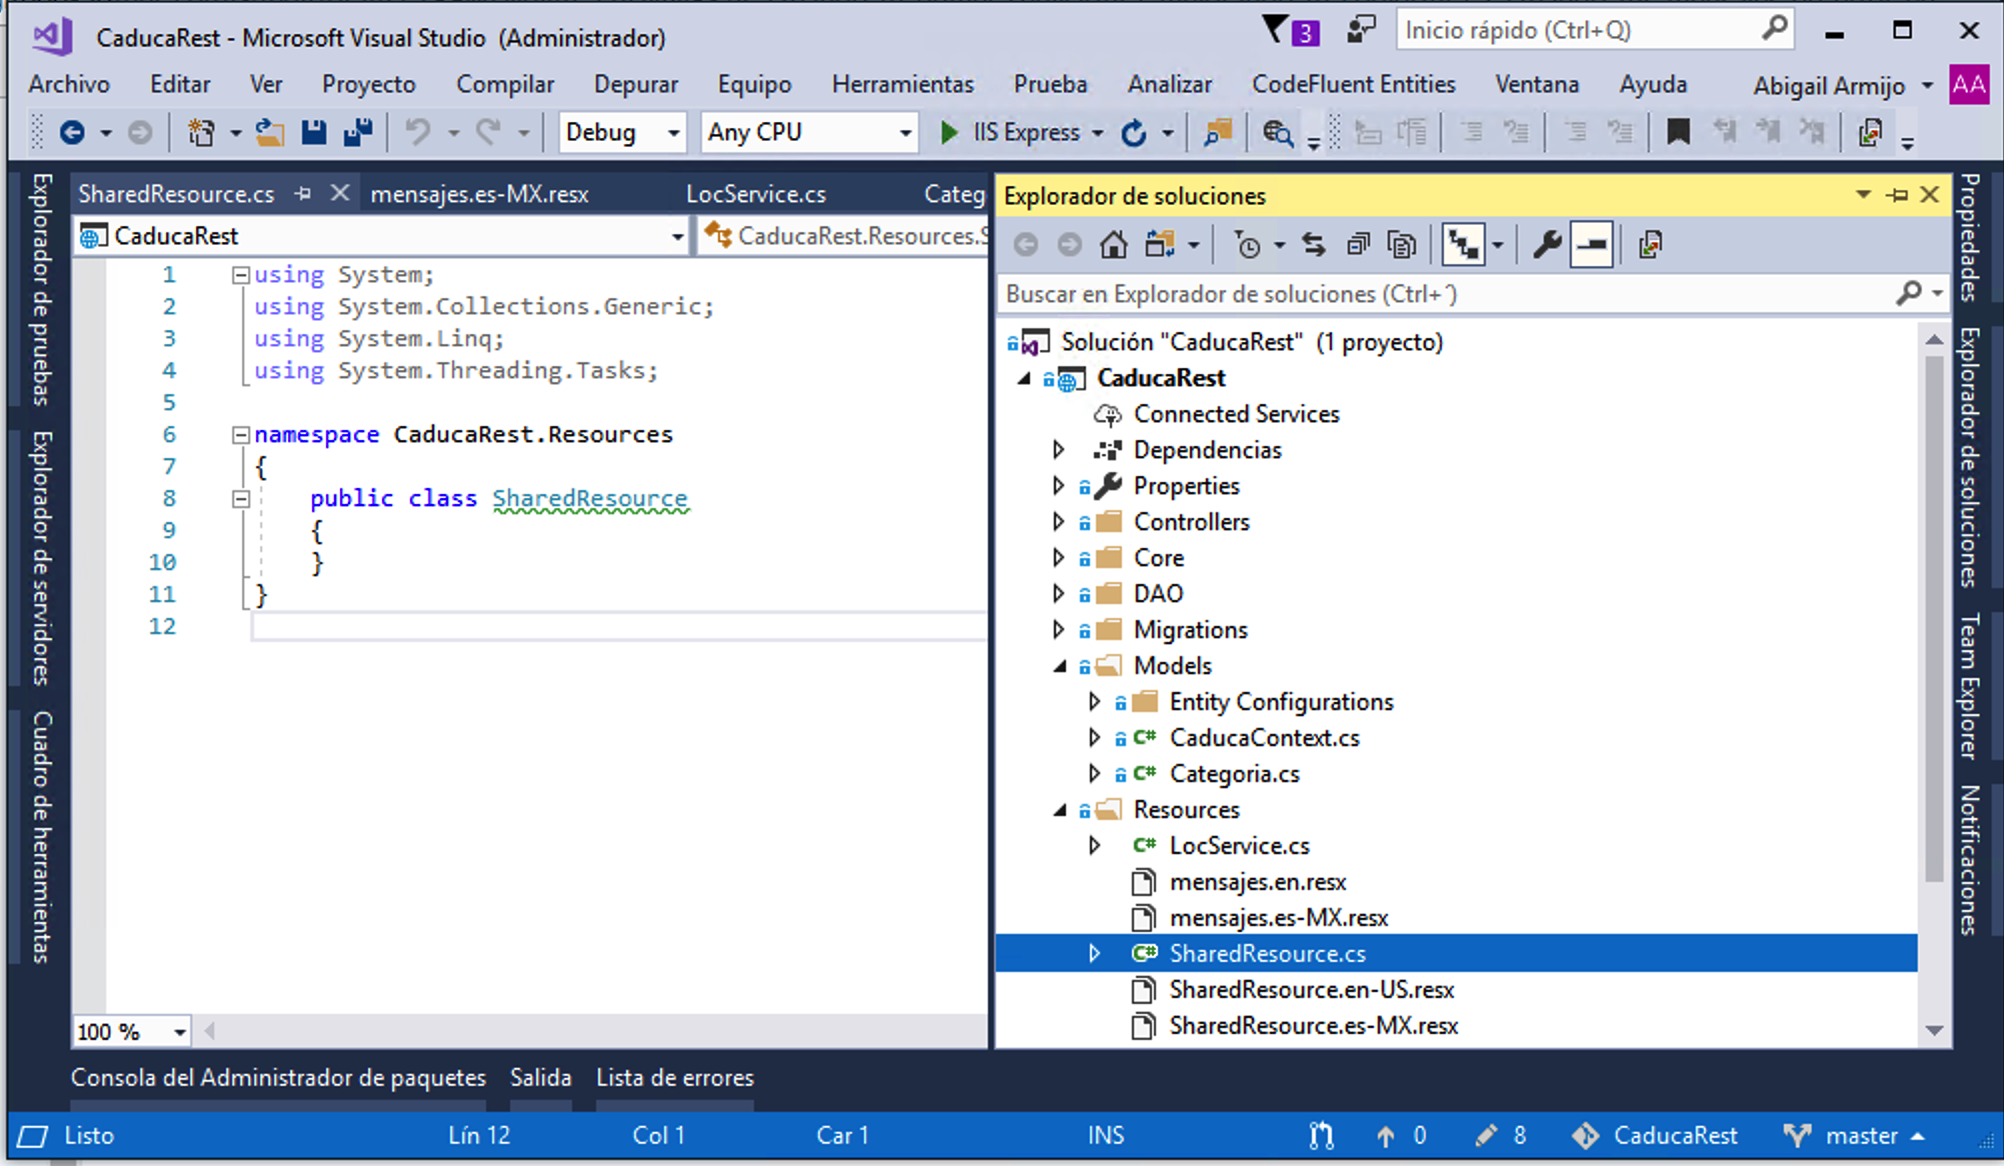 CaducaRest - Microsoft Visual Studio (Administrador)
3
Inicio rápido (Ctrl+Q)
Archivo Editar Ver Proyecto Compilar Depurar Equipo Herramientas Prueba Analizar CodeFluent Entities Ventana Ayuda Abigail Armijo AA
Debug Any CPU IIS Express
Explorador de pruebas
Explorador de servidores
Cuadro de herramientas
SharedResource.cs mensajes.es-MX.resx LocService.cs Categ
CaducaRest CaducaRest.Resources.S
1 using System;
2 using System.Collections.Generic;
3 using System.Linq;
4 using System.Threading.Tasks;
5
6 namespace CaducaRest.Resources
7 {
8 public class SharedResource
9 {
10 }
11 }
12
100 %
Explorador de soluciones
Buscar en Explorador de soluciones (Ctrl+´)
Solución "CaducaRest" (1 proyecto)
CaducaRest
Connected Services
Dependencias
Properties
Controllers
Core
DAO
Migrations
Models
Entity Configurations
C# CaducaContext.cs
C# Categoria.cs
Resources
C# LocService.cs
mensajes.en.resx
mensajes.es-MX.resx
C# SharedResource.cs
SharedResource.en-US.resx
SharedResource.es-MX.resx
Propiedades
Explorador de soluciones
Team Explorer
Notificaciones
Consola del Administrador de paquetes Salida Lista de errores
Listo Lín 12 Col 1 Car 1 INS 0 8 CaducaRest master